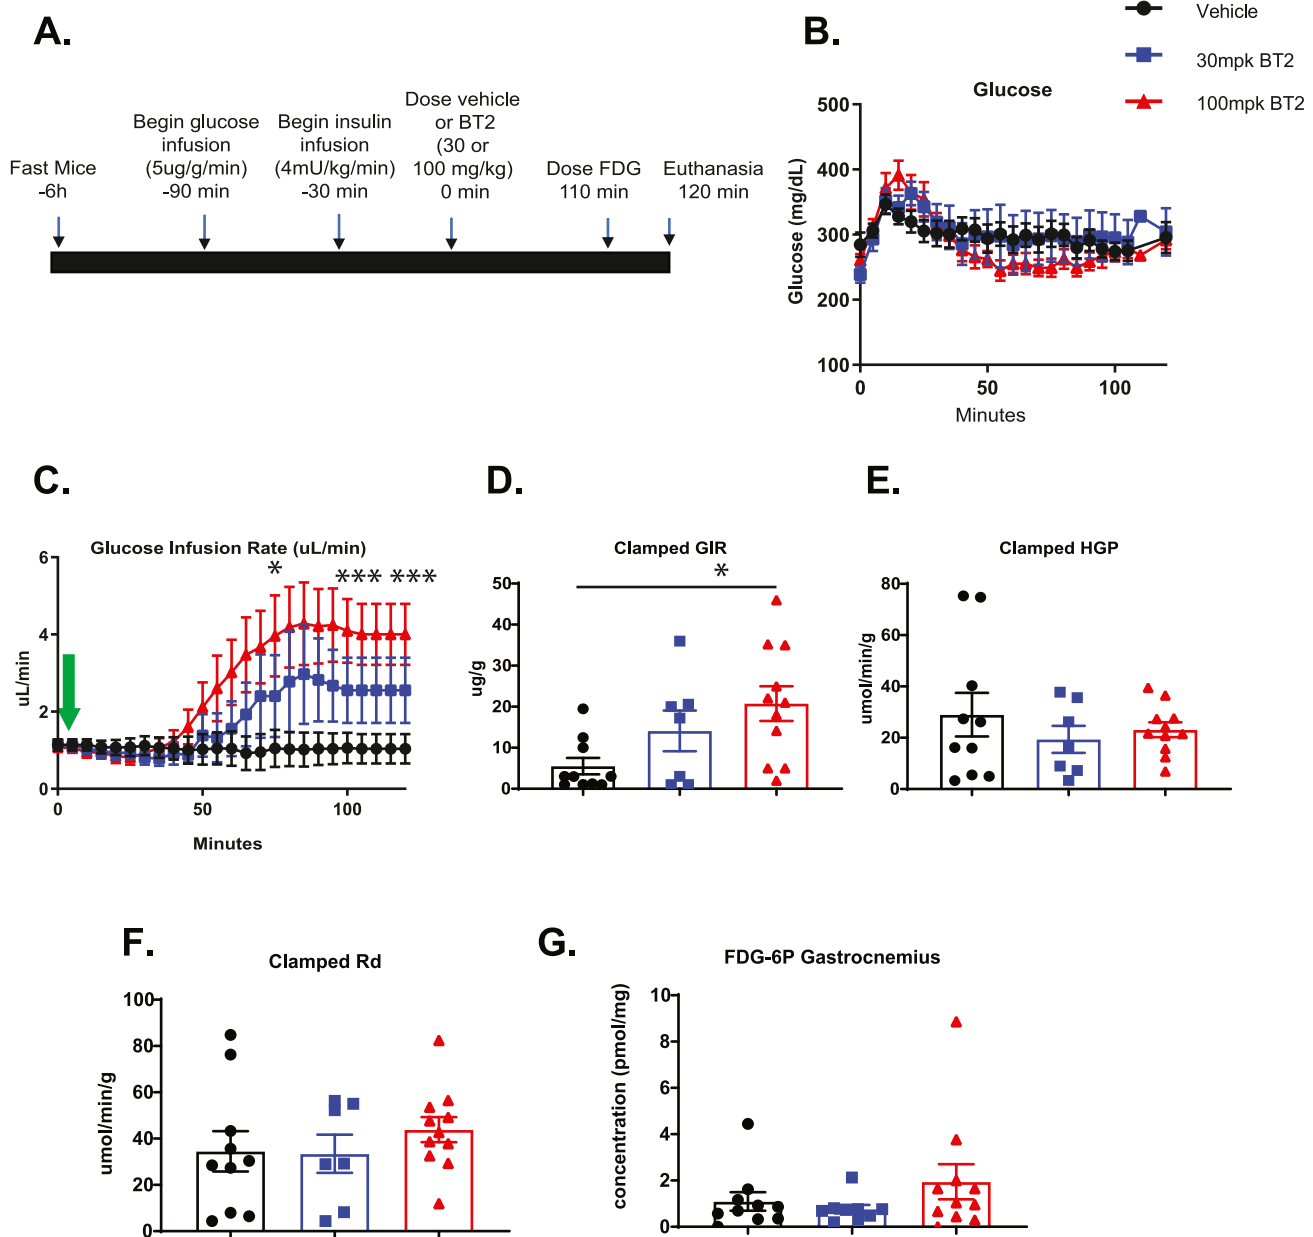 A.
Fast Mice
-6h
Begin glucose
infusion
(5ug/g/min)
-90 min
Begin insulin
infusion
(4mU/kg/min)
-30 min
Dose vehicle
or BT2
(30 or
100 mg/kg)
0 min
Dose FDG
110 min
Euthanasia
120 min
B.
Vehicle
30mpk BT2
100mpk BT2
Glucose
Glucose (mg/dL)
500
400
300
200
100
0
50
100
Minutes
C.
Glucose Infusion Rate (uL/min)
* *** ***
uL/min
6
4
2
0
0
50
100
Minutes
D.
Clamped GIR
*
ug/g
50
40
30
20
10
0
E.
Clamped HGP
umol/min/g
80
60
40
20
0
F.
Clamped Rd
umol/min/g
100
80
60
40
20
0
G.
FDG-6P Gastrocnemius
concentration (pmol/mg)
10
8
6
4
2
0